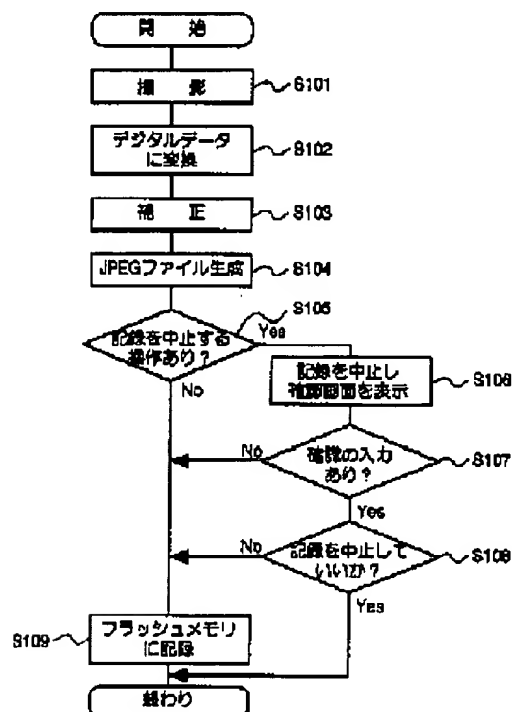 開 始
撮 影
S101
デジタルデータ
に変換
S102
補 正
S103
JPEGファイル生成
S104
S105
記録を中止する
操作あり?
Yes
No
記録を中止し
確認画面を表示
S106
確認の入力
あり?
No
S107
Yes
記録を中止して
いいか?
No
S108
Yes
フラッシュメモリ
に記録
S109
終わり